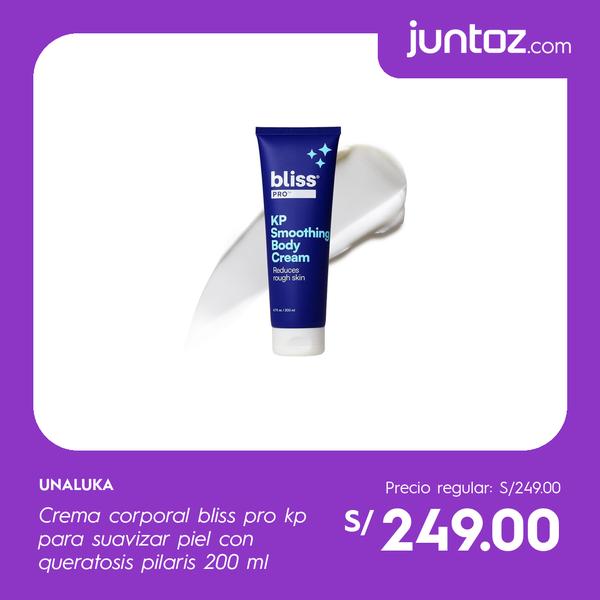 juntoz.com
bliss®
PRO™
KP
Smoothing
Body
Cream
Reduces
rough skin
UNALUKA
Crema corporal bliss pro kp
para suavizar piel con
queratosis pilaris 200 ml
Precio regular: S/249.00
S/ 249.00